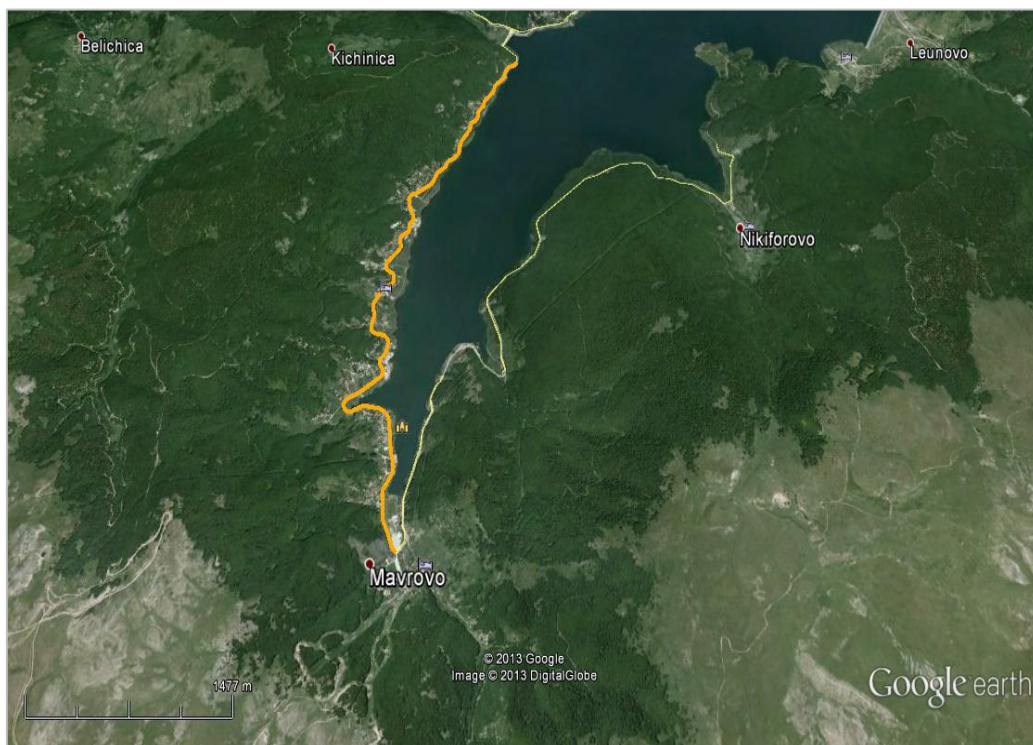 Belichica
Kichinica
Leunovo
Nikiforovo
Mavrovo
© 2013 Google
Image © 2013 DigitalGlobe
1477 m
Google earth